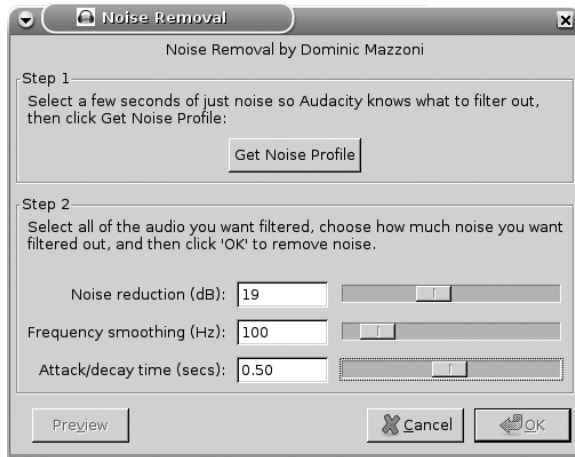 Noise Removal
Noise Removal by Dominic Mazzoni
Step 1
Select a few seconds of just noise so Audacity knows what to filter out,
then click Get Noise Profile:
Get Noise Profile
Step 2
Select all of the audio you want filtered, choose how much noise you want
filtered out, and then click 'OK' to remove noise.
Noise reduction (dB): 19
Frequency smoothing (Hz): 100
Attack/decay time (secs): 0.50
Preview Cancel OK